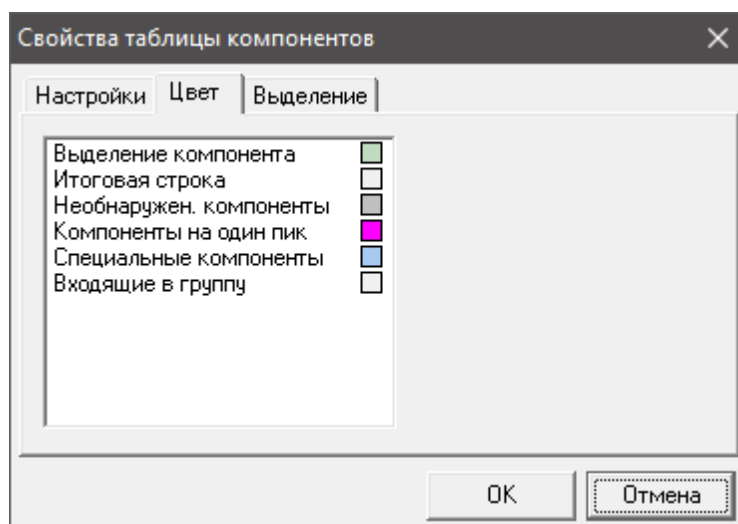 Свойства таблицы компонентов
Настройки Цвет Выделение
Выделение компонента
Итоговая строка
Необнаружен. компоненты
Компоненты на один пик
Специальные компоненты
Входящие в группу
OK Отмена